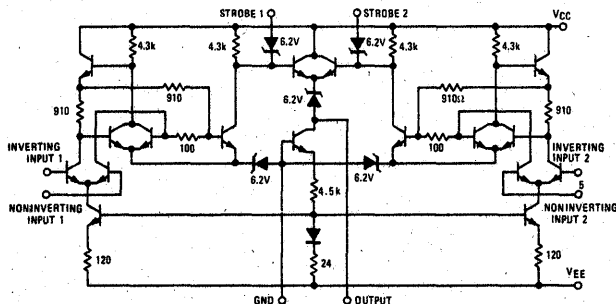 STROBE 1
STROBE 2
VCC
4.3k
4.3k
6.2V
6.2V
4.3k
4.3k
6.2V
910
910
910Ω
910
100
100
INVERTING
INPUT 1
INVERTING
INPUT 2
6.2V
6.2V
4.5k
5
NONINVERTING
INPUT 1
NONINVERTING
INPUT 2
120
24
120
VEE
GND
OUTPUT